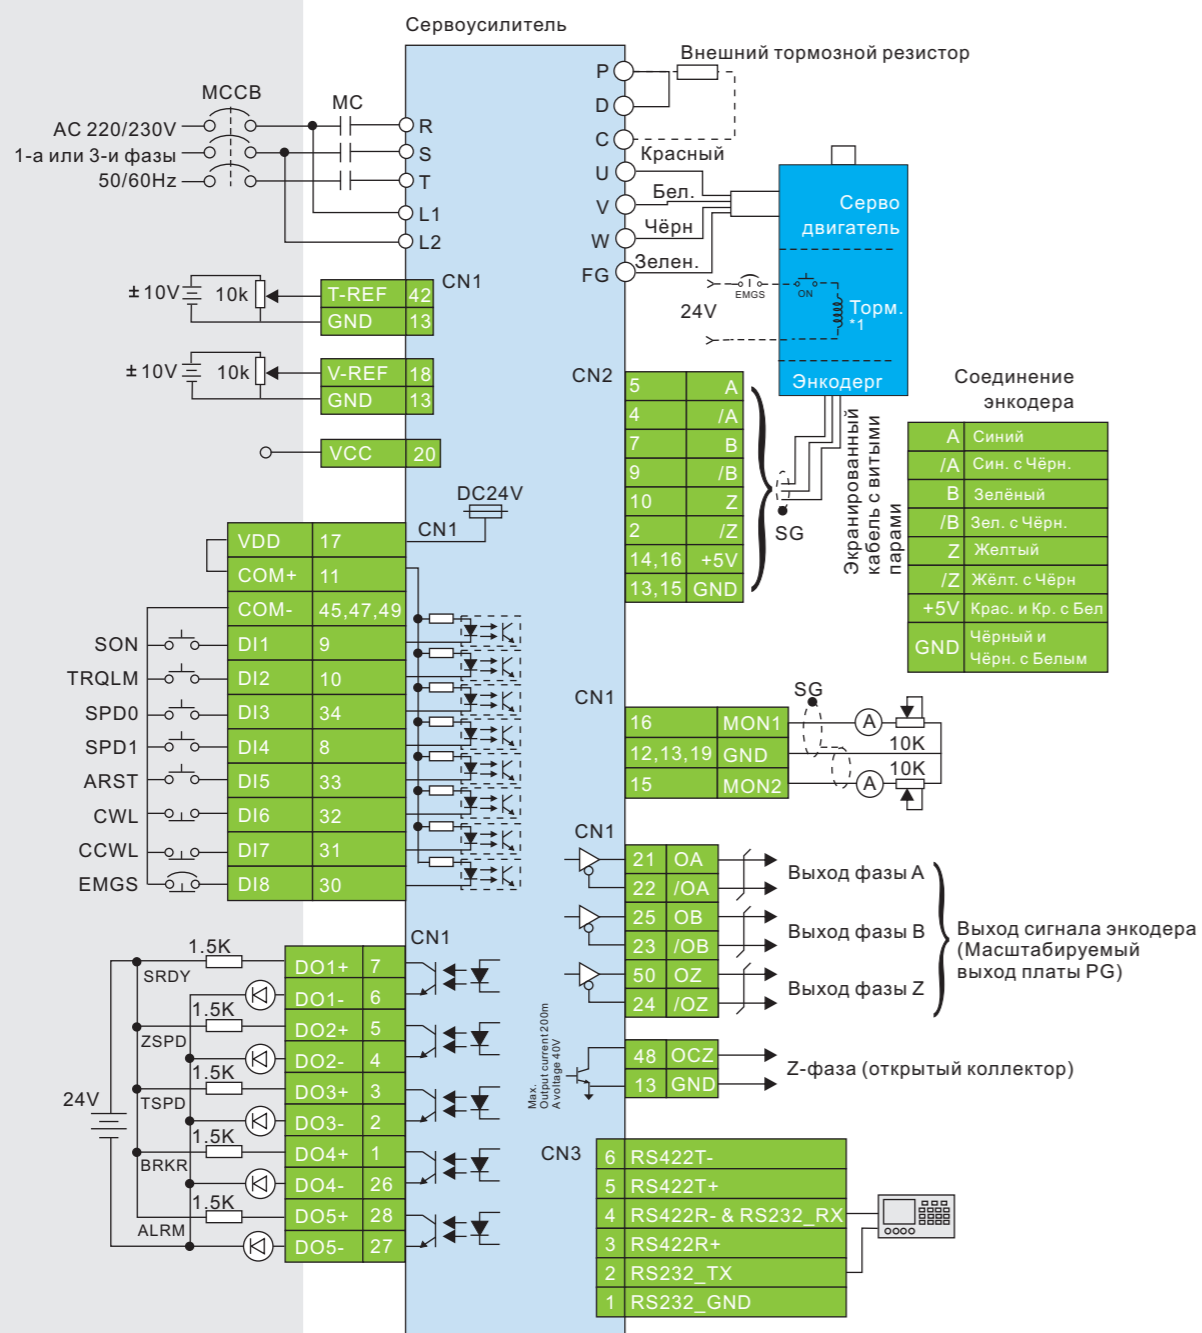 Сервоусилитель
MCCB
MC
AC 220/230V
1-а или 3-и фазы
50/60Hz
R
S
T
L1
L2
P
D
C
U
V
W
FG
Внешний тормозной резистор
Красный
Бел.
Чёрн
Зелен.
Серво
двигатель
24V
EMGS
ON
Торм.
*1
Энкодерг
CN1
±10V
10k
T-REF 42
GND 13
±10V
10k
V-REF 18
GND 13
VCC 20
DC24V
CN1
VDD 17
COM+ 11
COM- 45,47,49
SON DI1 9
TRQLM DI2 10
SPD0 DI3 34
SPD1 DI4 8
ARST DI5 33
CWL DI6 32
CCWL DI7 31
EMGS DI8 30
CN2
5 A
4 /A
7 B
9 /B
10 Z
2 /Z
14,16 +5V
13,15 GND
SG
Экранированный
кабель с витыми
парами
Соединение
энкодера
A Синий
/A Син. с Чёрн.
B Зелёный
/B Зел. с Чёрн.
Z Желтый
/Z Жёлт. с Чёрн
+5V Крас. и Кр. с Бел
GND Чёрный и
Чёрн. с Белым
CN1
16 MON1
12,13,19 GND
15 MON2
SG
A
10K
A
10K
CN1
21 OA
22 /OA
25 OB
23 /OB
50 OZ
24 /OZ
Выход фазы A
Выход фазы B
Выход фазы Z
Выход сигнала энкодера
(Масштабируемый
выход платы PG)
48 OCZ
13 GND
Z-фаза (открытый коллектор)
Max.
Output current 200m
A voltage 40V
CN1
24V
1.5K
SRDY
DO1+ 7
DO1- 6
1.5K
ZSPD
DO2+ 5
DO2- 4
1.5K
TSPD
DO3+ 3
DO3- 2
1.5K
BRKR
DO4+ 1
DO4- 26
1.5K
ALRM
DO5+ 28
DO5- 27
CN3
6 RS422T-
5 RS422T+
4 RS422R- & RS232_RX
3 RS422R+
2 RS232_TX
1 RS232_GND